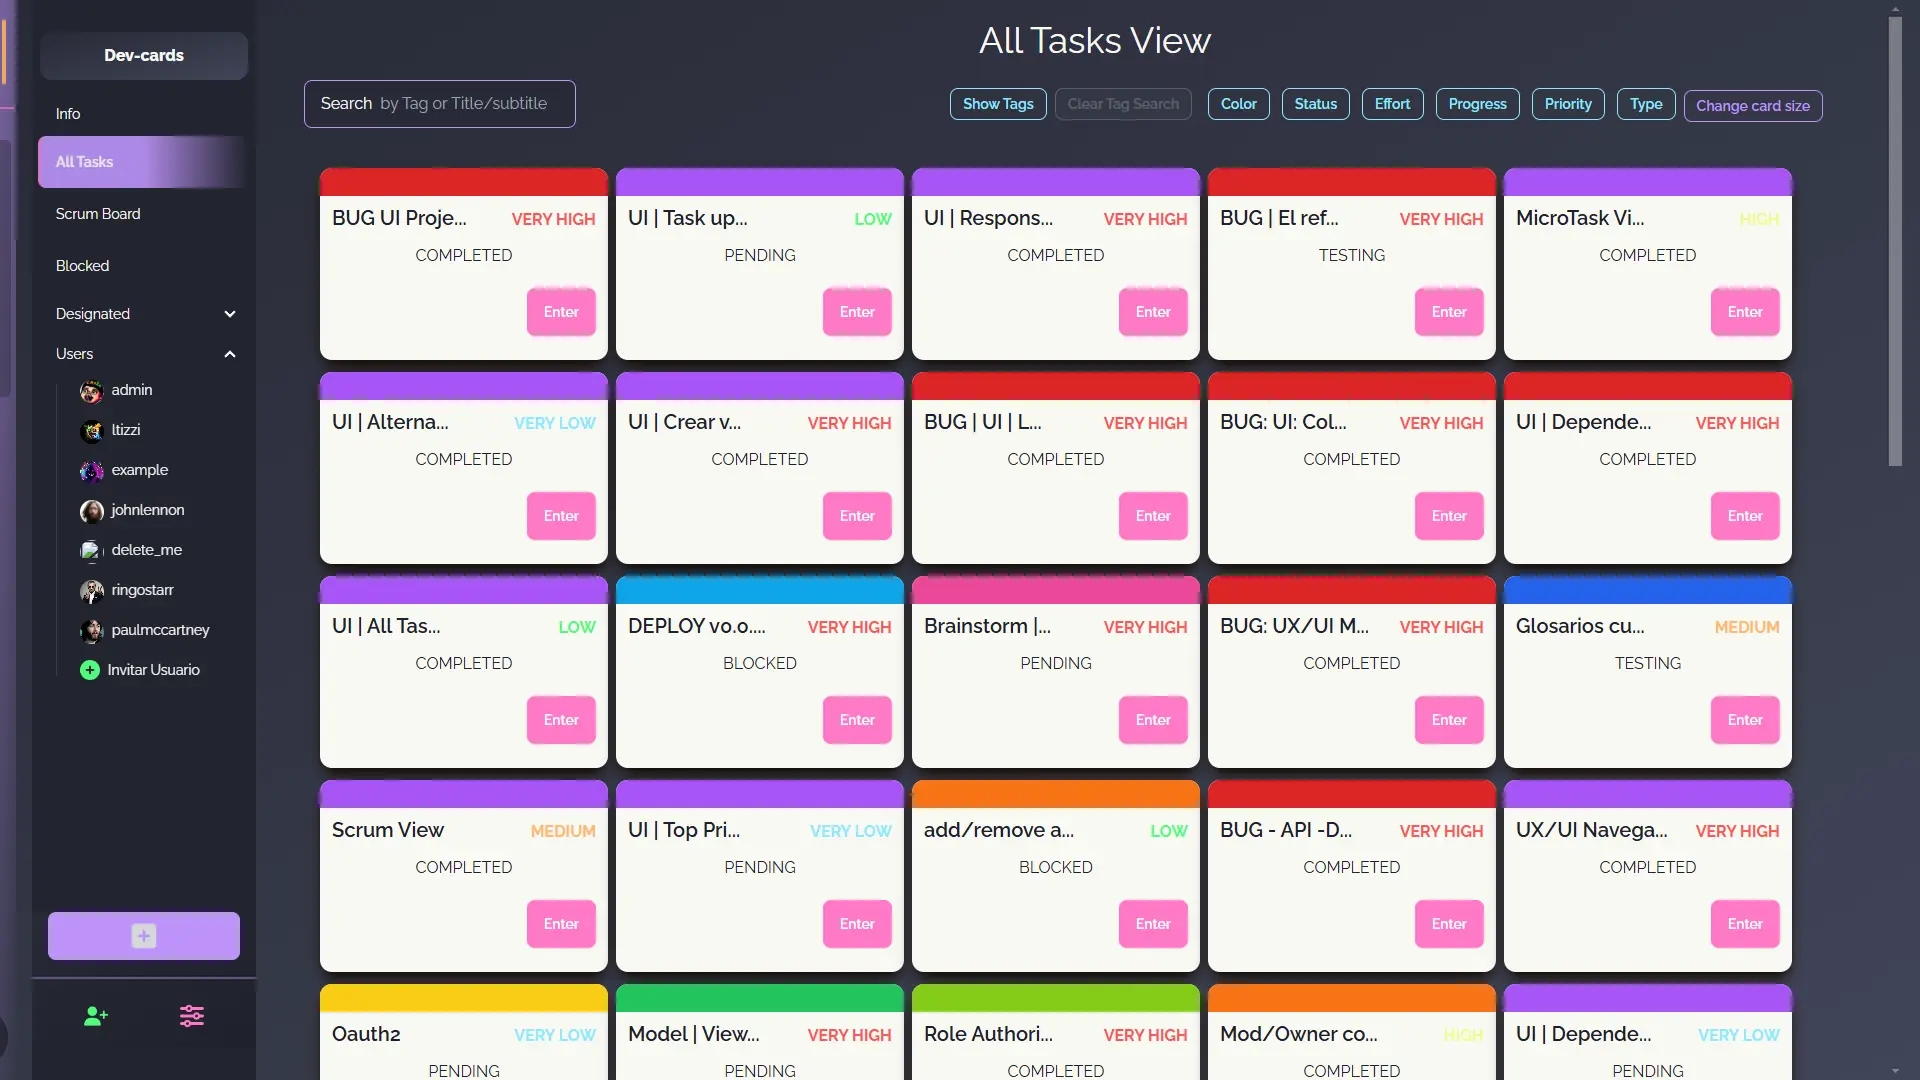 Dev-cards
Info
All Tasks
Scrum Board
Blocked
Designated
Users
admin
ltizzi
example
johnlennon
delete_me
ringostarr
paulmccartney
Invitar Usuario
All Tasks View
Search by Tag or Title/subtitle
Show Tags Clear Tag Search Color Status Effort Progress Priority Type Change card size
BUG UI Proje... VERY HIGH
COMPLETED
Enter
UI | Task up... LOW
PENDING
Enter
UI | Respons... VERY HIGH
COMPLETED
Enter
BUG | El ref... VERY HIGH
TESTING
Enter
MicroTask Vi... HIGH
COMPLETED
Enter
UI | Alterna... VERY LOW
COMPLETED
Enter
UI | Crear v... VERY HIGH
COMPLETED
Enter
BUG | UI | L... VERY HIGH
COMPLETED
Enter
BUG: UI: Col... VERY HIGH
COMPLETED
Enter
UI | Depende... VERY HIGH
COMPLETED
Enter
UI | All Tas... LOW
COMPLETED
Enter
DEPLOY v0.0.... VERY HIGH
BLOCKED
Enter
Brainstorm |... VERY HIGH
PENDING
Enter
BUG: UX/UI M... VERY HIGH
COMPLETED
Enter
Glosarios cu... MEDIUM
TESTING
Enter
Scrum View MEDIUM
COMPLETED
Enter
UI | Top Pri... VERY LOW
PENDING
Enter
add/remove a... LOW
BLOCKED
Enter
BUG - API -D... VERY HIGH
COMPLETED
Enter
UX/UI Navega... VERY HIGH
COMPLETED
Enter
Oauth2 VERY LOW
PENDING
Model | View... VERY HIGH
PENDING
Role Authori... VERY HIGH
COMPLETED
Mod/Owner co... HIGH
COMPLETED
UI | Depende... VERY LOW
PENDING